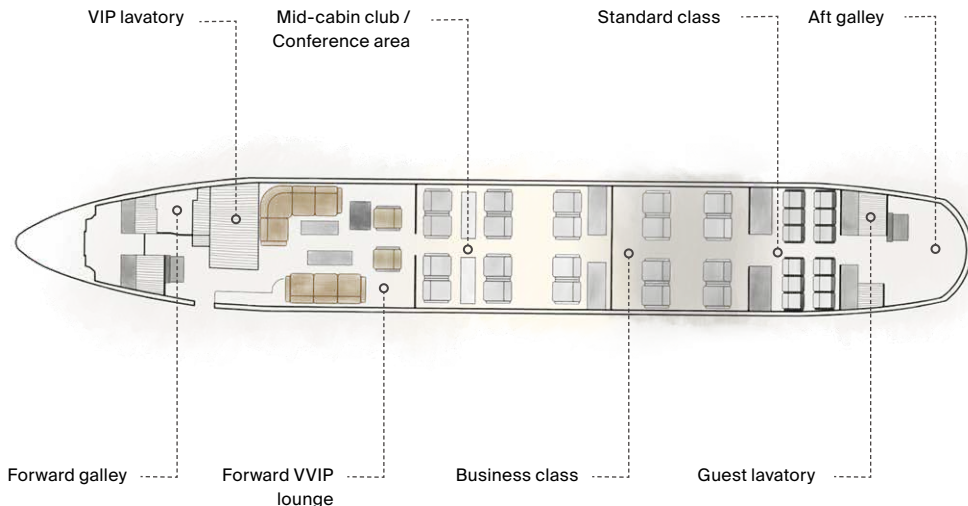 VIP lavatory
Mid-cabin club /
Conference area
Standard class
Aft galley
Forward galley
Forward VVIP
lounge
Business class
Guest lavatory